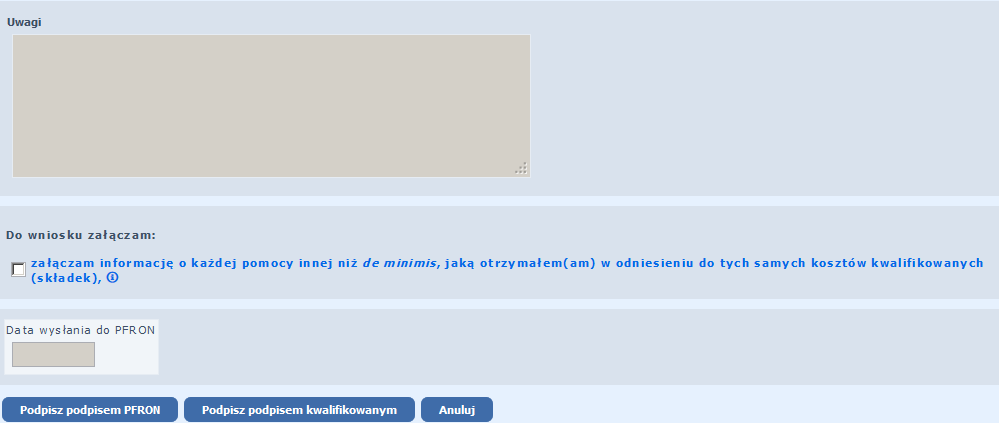 Uwagi
Do wniosku załączam:
załączam informację o każdej pomocy innej niż de minimis, jaką otrzymałem(am) w odniesieniu do tych samych kosztów kwalifikowanych
(składek),
Data wysłania do PFRON
Podpisz podpisem PFRON Podpisz podpisem kwalifikowanym Anuluj